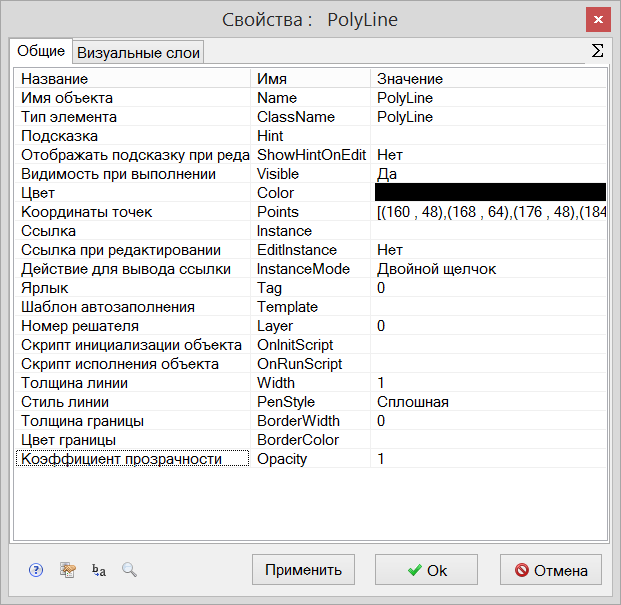 Свойства : PolyLine
Общие Визуальные слои Σ
Название Имя Значение
Имя объекта Name PolyLine
Тип элемента ClassName PolyLine
Подсказка Hint
Отображать подсказку при реда ShowHintOnEdit Нет
Видимость при выполнении Visible Да
Цвет Color
Координаты точек Points [(160 , 48),(168 , 64),(176 , 48),(184
Ссылка Instance
Ссылка при редактировании EditInstance Нет
Действие для вывода ссылки InstanceMode Двойной щелчок
Ярлык Tag 0
Шаблон автозаполнения Template
Номер решателя Layer 0
Скрипт инициализации объекта OnInitScript
Скрипт исполнения объекта OnRunScript
Толщина линии Width 1
Стиль линии PenStyle Сплошная
Толщина границы BorderWidth 0
Цвет границы BorderColor
Коэффициент прозрачности Opacity 1
? b a Применить Ok Отмена